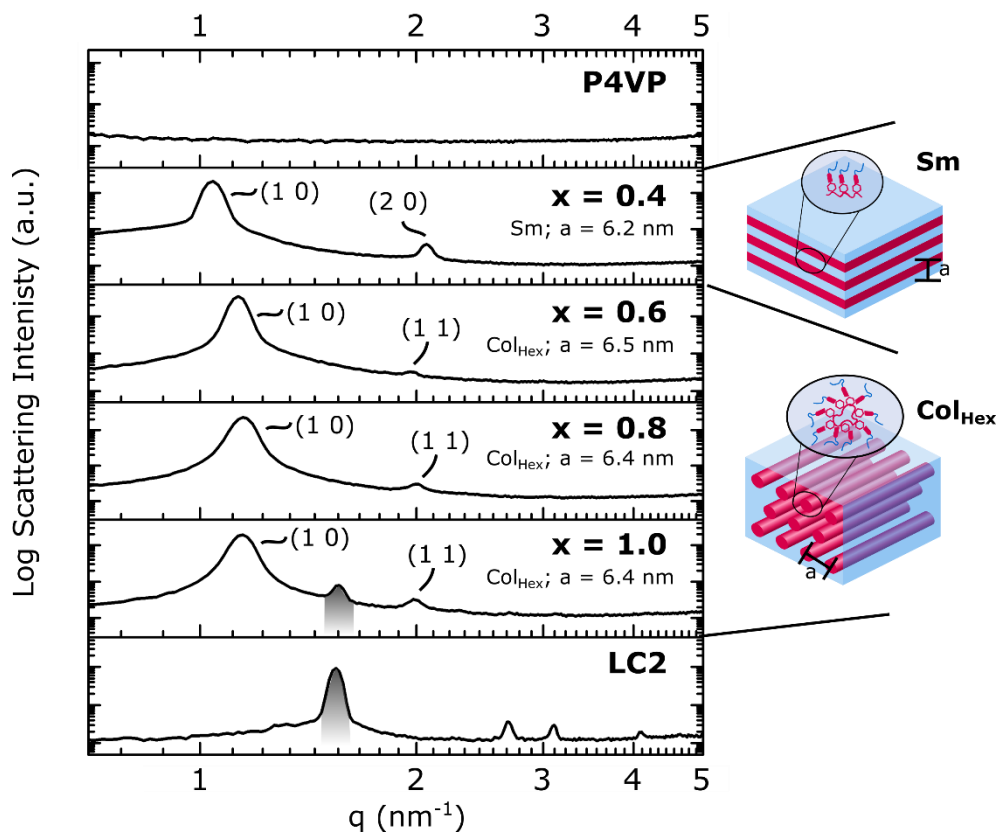 1 2 3 4 5
P4VP
(1 0)
(2 0)
x = 0.4
Sm; a = 6.2 nm
(1 0)
(1 1)
x = 0.6
ColHex; a = 6.5 nm
(1 0)
(1 1)
x = 0.8
ColHex; a = 6.4 nm
(1 0)
(1 1)
x = 1.0
ColHex; a = 6.4 nm
LC2
1 2 3 4 5
q (nm-1)
Log Scattering Intenisty (a.u.)
Sm
a
ColHex
a